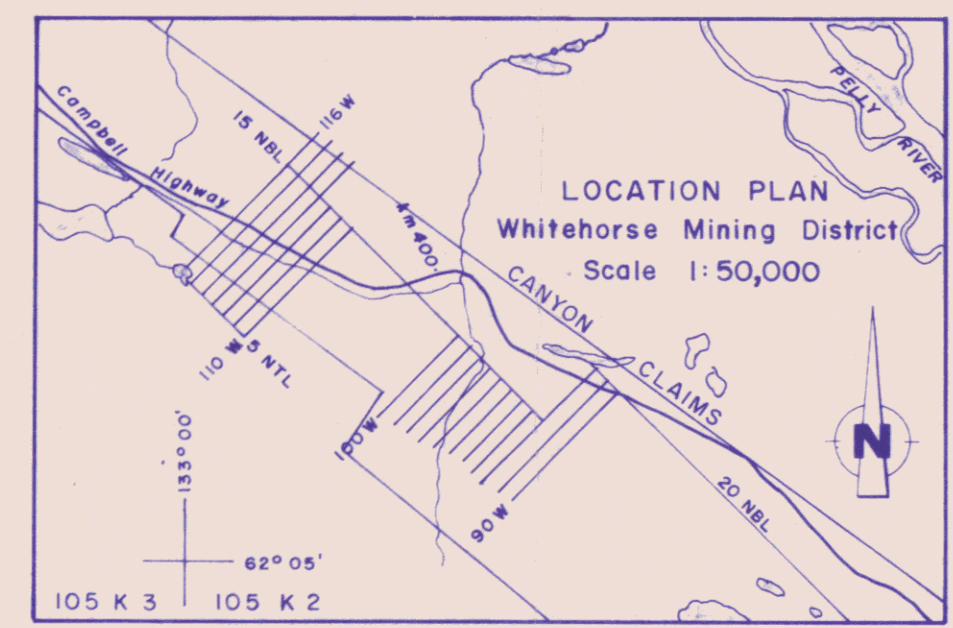 Campbell
Highway
15 NBL
116 W
km 400.
PELLY
RIVER
LOCATION PLAN
Whitehorse Mining District
Scale 1:50,000
CANYON
CLAIMS
110 W
5 NTL
100 W
90 W
20 NBL
N
133° 00'
62° 05'
105 K 3
105 K 2